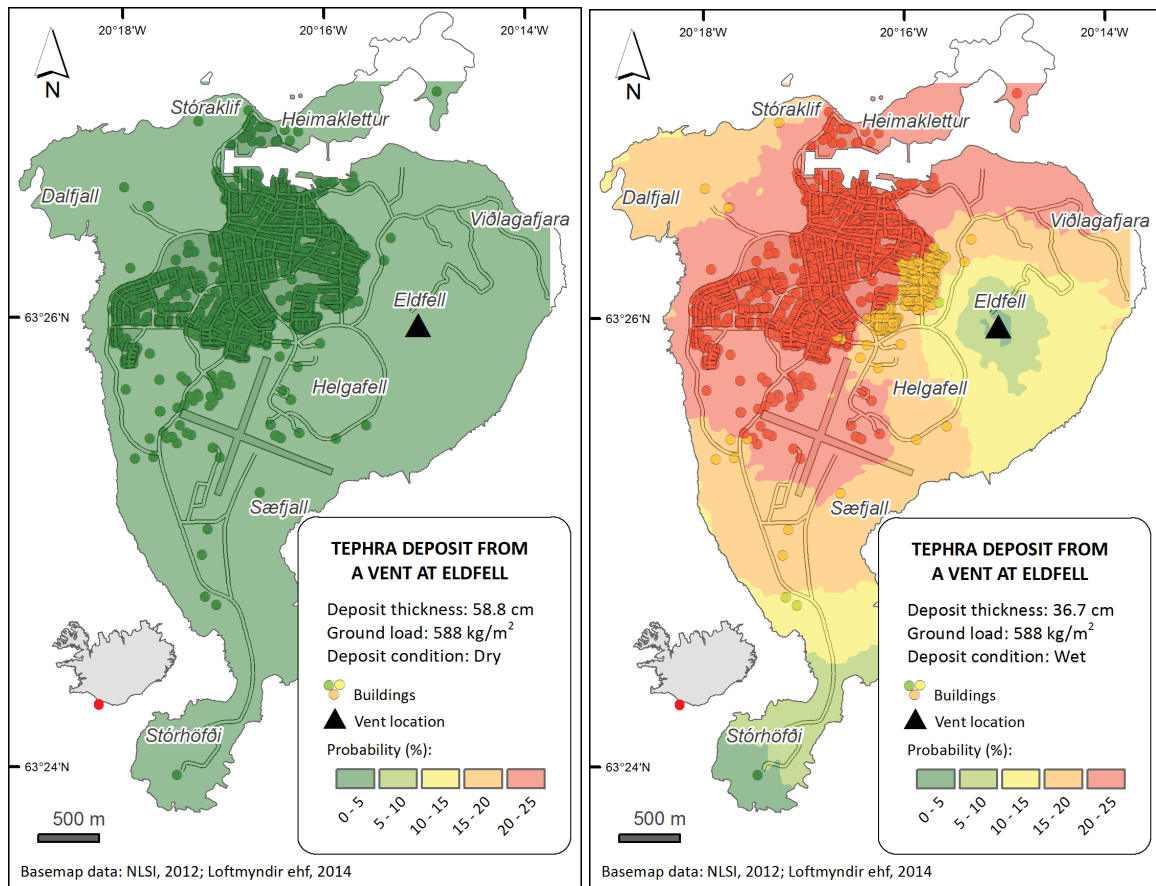 20°18'W
20°16'W
20°14'W
N
Stóraklif
Heimaklettur
Dalfjall
Viðlagafjara
Eldfell
63°26'N
Helgafell
Sæfjall
TEPHRA DEPOSIT FROM
A VENT AT ELDFELL
Deposit thickness: 58.8 cm
Ground load: 588 kg/m²
Deposit condition: Dry
Buildings
Vent location
Probability (%):
0 - 5
5 - 10
10 - 15
15 - 20
20 - 25
Stórhöfði
63°24'N
500 m
Basemap data: NLSI, 2012; Loftmyndir ehf, 2014
20°18'W
20°16'W
20°14'W
N
Stóraklif
Heimaklettur
Dalfjall
Viðlagafjara
Eldfell
63°26'N
Helgafell
Sæfjall
TEPHRA DEPOSIT FROM
A VENT AT ELDFELL
Deposit thickness: 36.7 cm
Ground load: 588 kg/m²
Deposit condition: Wet
Buildings
Vent location
Probability (%):
0 - 5
5 - 10
10 - 15
15 - 20
20 - 25
Stórhöfði
63°24'N
500 m
Basemap data: NLSI, 2012; Loftmyndir ehf, 2014